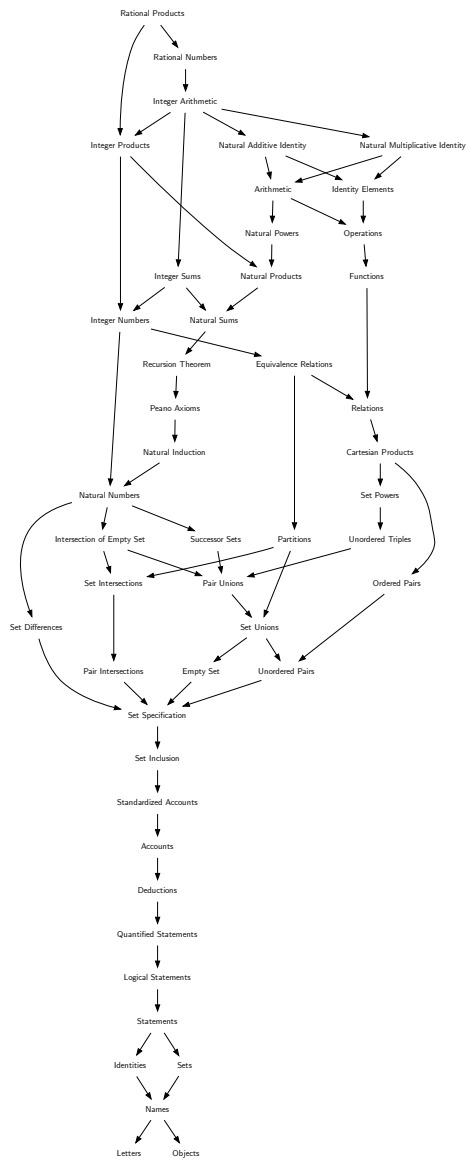 Rational Products
Rational Numbers
Integer Arithmetic
Integer Products
Natural Additive Identity
Natural Multiplicative Identity
Arithmetic
Identity Elements
Natural Powers
Operations
Integer Sums
Natural Products
Functions
Integer Numbers
Natural Sums
Recursion Theorem
Equivalence Relations
Peano Axioms
Relations
Natural Induction
Cartesian Products
Natural Numbers
Set Powers
Intersection of Empty Set
Successor Sets
Partitions
Unordered Triples
Set Intersections
Pair Unions
Ordered Pairs
Set Differences
Set Unions
Pair Intersections
Empty Set
Unordered Pairs
Set Specification
Set Inclusion
Standardized Accounts
Accounts
Deductions
Quantified Statements
Logical Statements
Statements
Identities
Sets
Names
Letters
Objects